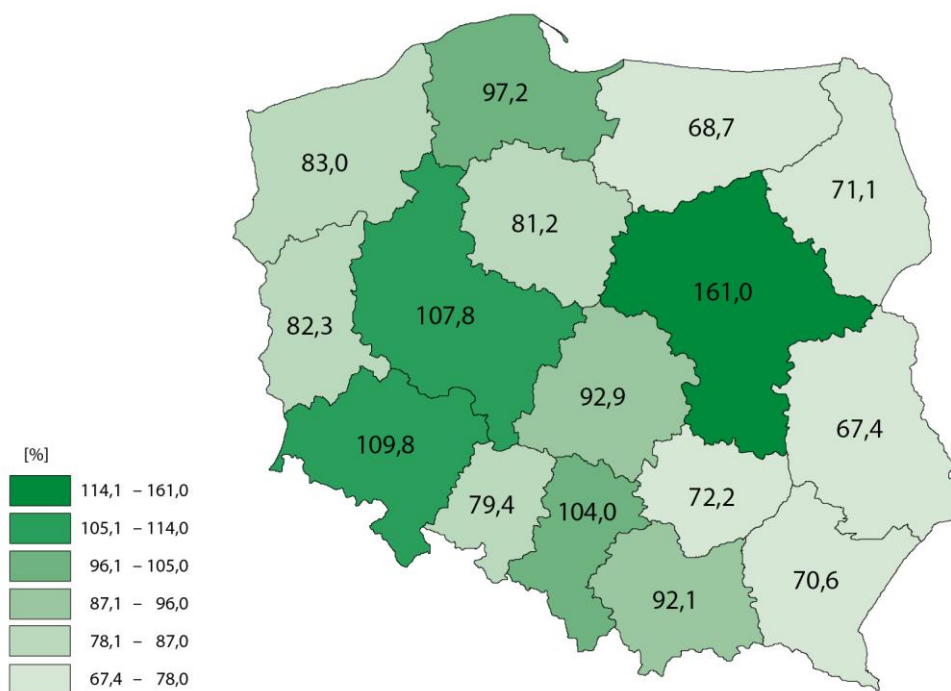 97,2
68,7
83,0
71,1
81,2
161,0
107,8
82,3
92,9
67,4
109,8
72,2
79,4
104,0
70,6
92,1
[%]
114,1 – 161,0
105,1 – 114,0
96,1 – 105,0
87,1 – 96,0
78,1 – 87,0
67,4 – 78,0